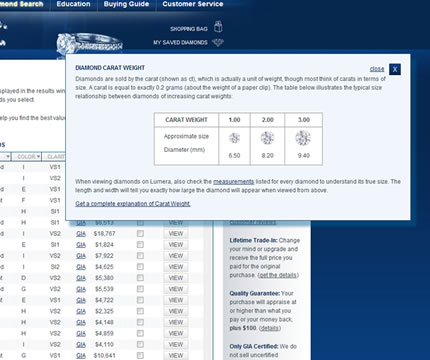 mond Search Education Buying Guide Customer Service
SHOPPING BAG
MY SAVED DIAMONDS
DIAMOND CARAT WEIGHT
close X
Diamonds are sold by the carat (shown as ct), which is actually a unit of weight, though most think of carats in terms of
size. A carat is equal to exactly 0.2 grams (about the weight of a paper clip). The table below illustrates the typical size
relationship between diamonds of increasing carat weights:
CARAT WEIGHT 1.00 2.00 3.00
Approximate size
Diameter (mm) 6.50 8.20 9.40
When viewing diamonds on Lumera, also check the measurements listed for every diamond to understand its true size. The
length and width will tell you exactly how large the diamond will appear when viewed from above.
Get a complete explanation of Carat Weight.
splayed in the results win
ds you select.
help you find the best value
DS
COLOR CLARIT
d I VS1
I VS2
nt E VS1
F VS1
H SI1
H SI1 GIA $6,513 VIEW
I VS2 GIA $18,767 VIEW
E SI1 GIA $1,824 VIEW
I VS2 GIA $7,922 VIEW
I SI2 GIA $4,625 VIEW
D VS2 GIA $5,380 VIEW
G VS2 GIA $5,539 VIEW
E VS1 GIA $4,722 VIEW
H VS2 GIA $2,325 VIEW
H VS2 GIA $4,148 VIEW
H VS2 GIA $4,859 VIEW
I VS2 GIA $4,110 VIEW
G VS1 GIA $10,641 VIEW
Lifetime Trade-In: Change
your mind or upgrade and
receive the full price you
paid for the original
purchase. (get the details)
Quality Guarantee: Your
purchase will appraise at
or higher than what you
pay or your money back,
plus $100. (details)
Only GIA Certified: We do
not sell uncertified